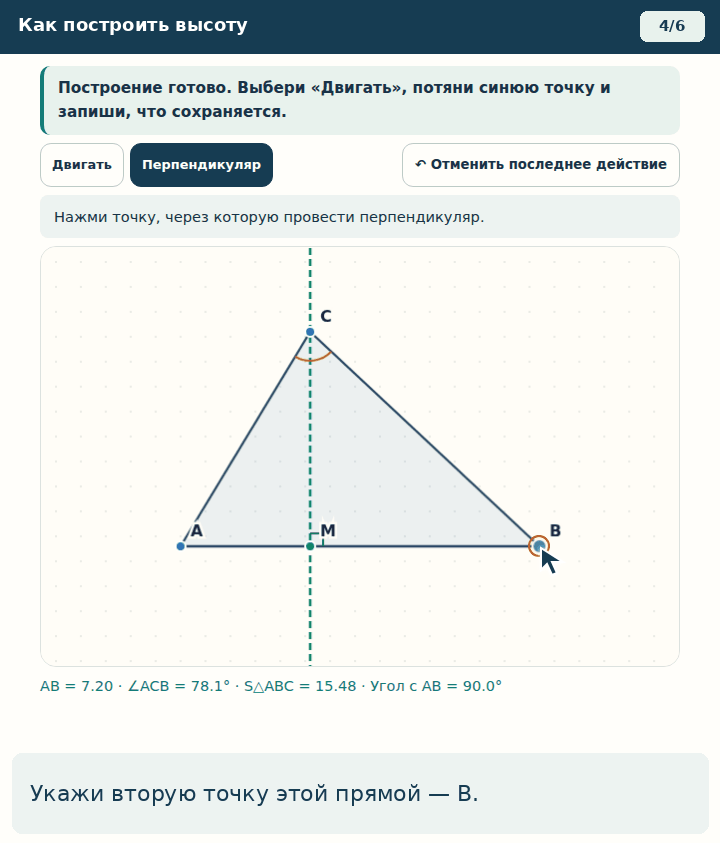 Как построить высоту
4/6
Построение готово. Выбери «Двигать», потяни синюю точку и
запиши, что сохраняется.
Двигать
Перпендикуляр
↶ Отменить последнее действие
Нажми точку, через которую провести перпендикуляр.
C
A
M
B
AB = 7.20 · ∠ACB = 78.1° · S△ABC = 15.48 · Угол с AB = 90.0°
Укажи вторую точку этой прямой — B.